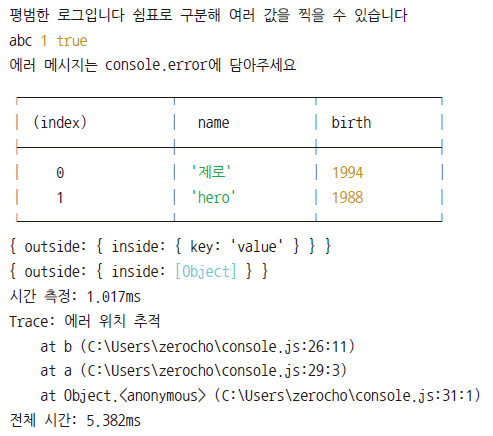 평범한 로그입니다 쉼표로 구분해 여러 값을 찍을 수 있습니다
abc 1 true
에러 메시지는 console.error에 담아주세요
(index) name birth
0 '제로' 1994
1 'hero' 1988
{ outside: { inside: { key: 'value' } } }
{ outside: { inside: [Object] } }
시간 측정: 1.017ms
Trace: 에러 위치 추적
at b (C:\Users\zerocho\console.js:26:11)
at a (C:\Users\zerocho\console.js:29:3)
at Object.<anonymous> (C:\Users\zerocho\console.js:31:1)
전체 시간: 5.382ms